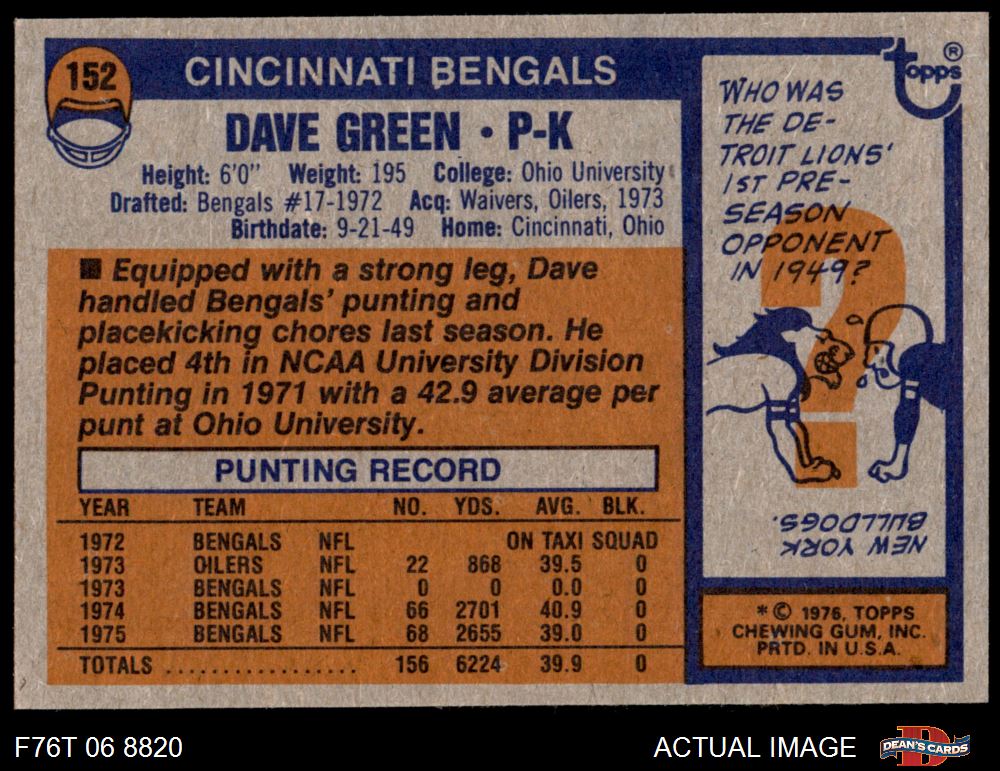 152
CINCINNATI BENGALS
DAVE GREEN • P-K
Height: 6'0" Weight: 195 College: Ohio University
Drafted: Bengals #17-1972 Acq: Waivers, Oilers, 1973
Birthdate: 9-21-49 Home: Cincinnati, Ohio
■ Equipped with a strong leg, Dave
handled Bengals' punting and
placekicking chores last season. He
placed 4th in NCAA University Division
Punting in 1971 with a 42.9 average per
punt at Ohio University.
PUNTING RECORD
YEAR TEAM NO. YDS. AVG. BLK.
1972 BENGALS NFL ON TAXI SQUAD
1973 OILERS NFL 22 868 39.5 0
1973 BENGALS NFL 0 0 0.0 0
1974 BENGALS NFL 66 2701 40.9 0
1975 BENGALS NFL 68 2655 39.0 0
TOTALS .................. 156 6224 39.9 0
Topps ®
WHO WAS
THE DE-
TROIT LIONS'
1ST PRE-
SEASON
OPPONENT
IN 1949?
?
NEW YORK
BULLDOGS.
* © 1976, TOPPS
CHEWING GUM, INC.
PRTD. IN U.S.A.
F76T 06 8820
ACTUAL IMAGE
D
DEAN'S CARDS